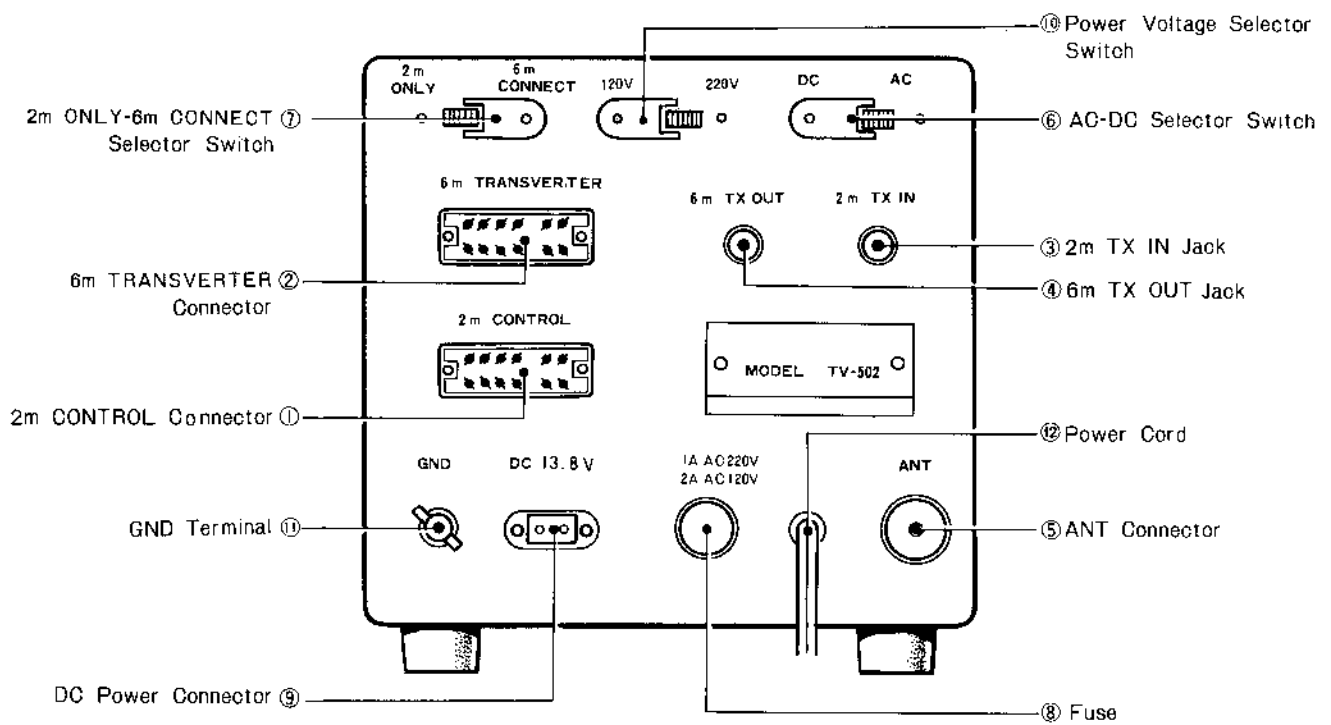 ⑩ Power Voltage Selector
Switch
2m
ONLY
6m
CONNECT
120V
220V
DC
AC
2m ONLY-6m CONNECT ⑦
Selector Switch
⑥ AC-DC Selector Switch
6m TRANSVERTER
6m TX OUT
2m TX IN
③ 2m TX IN Jack
6m TRANSVERTER ②
Connector
④ 6m TX OUT Jack
2m CONTROL
MODEL TV-502
2m CONTROL Connector ①
⑫ Power Cord
GND
DC 13.8V
1A AC220V
2A AC120V
ANT
GND Terminal ⑪
⑤ ANT Connector
DC Power Connector ⑨
⑧ Fuse